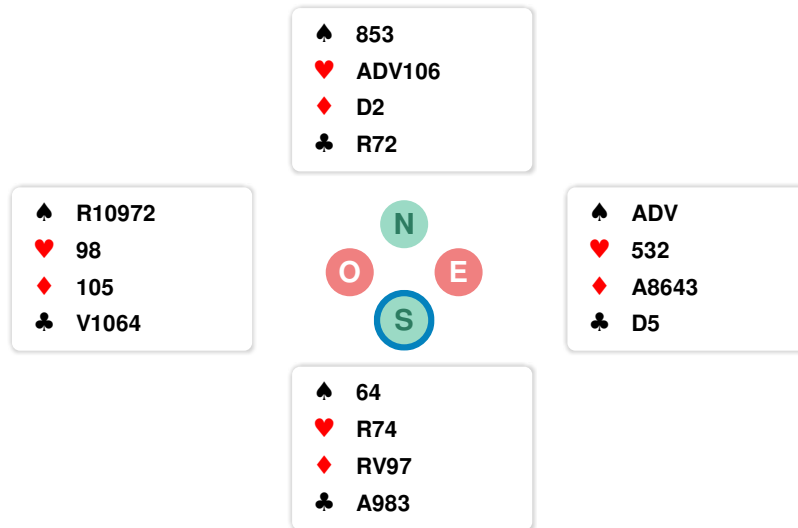 ♠ 853
♥ ADV106
♦ D2
♣ R72
♠ R10972
♥ 98
♦ 105
♣ V1064
N
O
E
S
♠ ADV
♥ 532
♦ A8643
♣ D5
♠ 64
♥ R74
♦ RV97
♣ A983